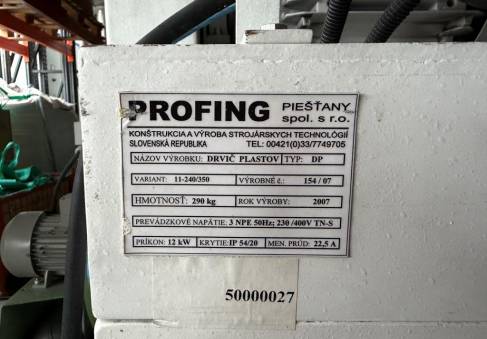 PROFING PIEŠŤANY spol. s r.o.
KONŠTRUKCIA A VÝROBA STROJÁRSKYCH TECHNOLÓGIÍ
SLOVENSKÁ REPUBLIKA TEL: 00421(0)33/7749705
NÁZOV VÝROBKU: DRVIČ PLASTOV TYP: DP
VARIANT: 11-240/350 VÝROBNÉ č.: 154 / 07
HMOTNOSŤ: 290 kg ROK VÝROBY: 2007
PREVÁDZKOVÉ NAPÄTIE: 3 NPE 50Hz; 230 /400V TN-S
PRÍKON: 12 kW KRYTIE: IP 54/20 MEN. PRÚD: 22,5 A
50000027